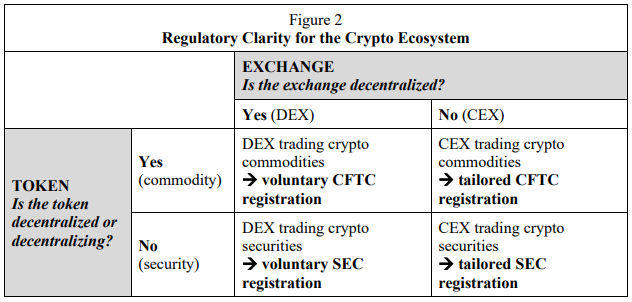 Figure 2
Regulatory Clarity for the Crypto Ecosystem
EXCHANGE
Is the exchange decentralized?
Yes (DEX)
No (CEX)
TOKEN
Is the token
decentralized or
decentralizing?
Yes
(commodity)
DEX trading crypto
commodities
→ voluntary CFTC
registration
CEX trading crypto
commodities
→ tailored CFTC
registration
No
(security)
DEX trading crypto
securities
→ voluntary SEC
registration
CEX trading crypto
securities
→ tailored SEC
registration